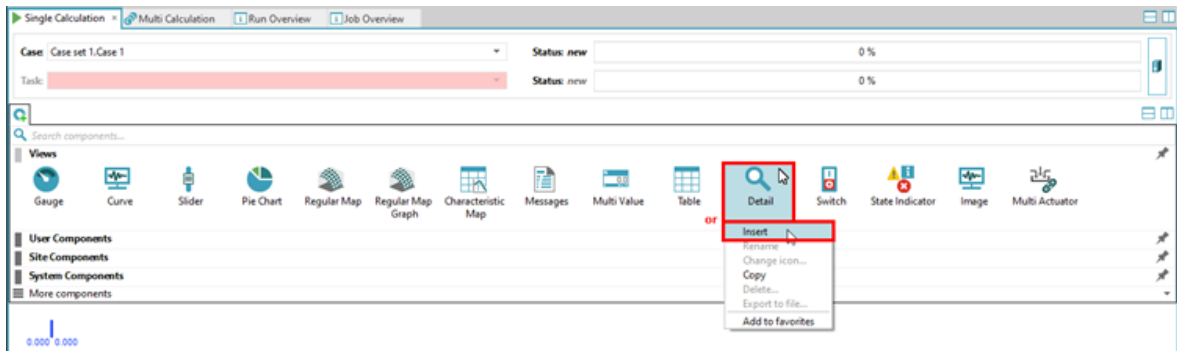 Single Calculation × Multi Calculation Run Overview Job Overview
Case: Case set 1.Case 1 Status: new 0 %
Task: Status: new 0 %
Search components...
Views
Gauge Curve Slider Pie Chart Regular Map Regular Map Graph Characteristic Map Messages Multi Value Table Detail Switch State Indicator Image Multi Actuator
or
Insert
User Components
Rename
Site Components
Change icon...
System Components
Copy
Delete...
More components
Export to file...
Add to favorites
0.000 0.000